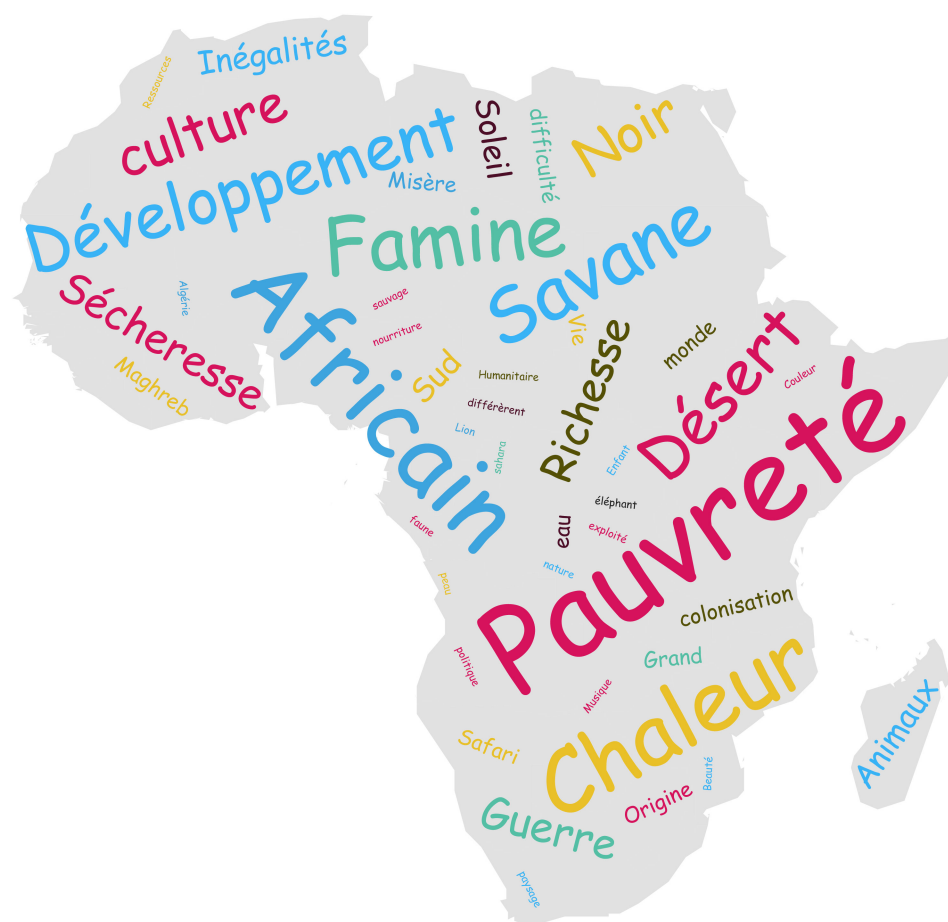 Inégalités
Ressources
culture
Soleil
difficulté
Noir
Développement
Misère
Famine
Savane
Algérie
Sécheresse
Africain
sauvage
nourriture
Vie
Richesse
monde
Désert
Couleur
Maghreb
Sud
Humanitaire
différèrent
Lion
sahara
Enfant
Pauvreté
éléphant
eau
exploité
faune
nature
peau
colonisation
politique
Grand
Musique
Chaleur
Animaux
Safari
Beauté
Origine
Guerre
paysage